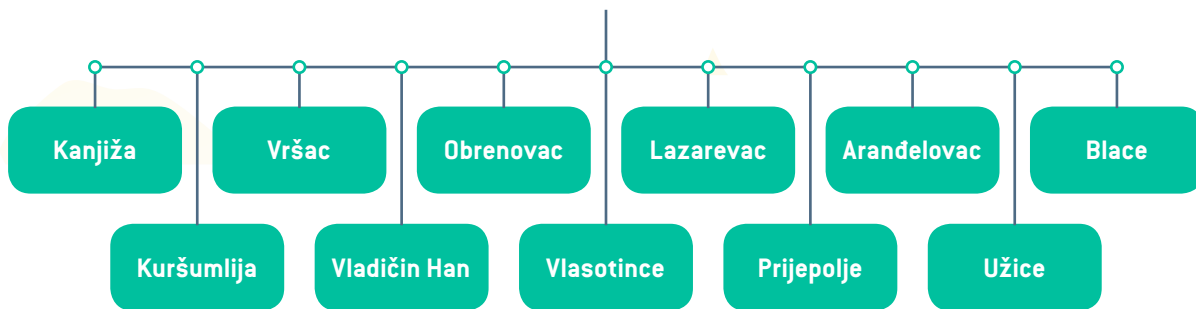 Kanjiža
Vršac
Obrenovac
Lazarevac
Aranđelovac
Blace
Kuršumlija
Vladičin Han
Vlasotince
Prijepolje
Užice